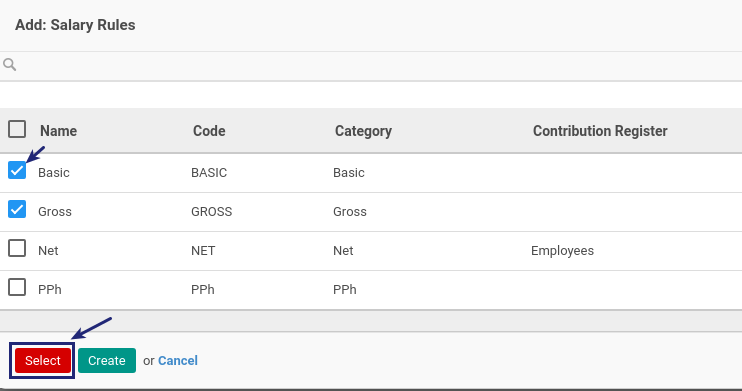 Add: Salary Rules
Name Code Category Contribution Register
Basic BASIC Basic
Gross GROSS Gross
Net NET Net Employees
PPh PPh PPh
Select Create or Cancel